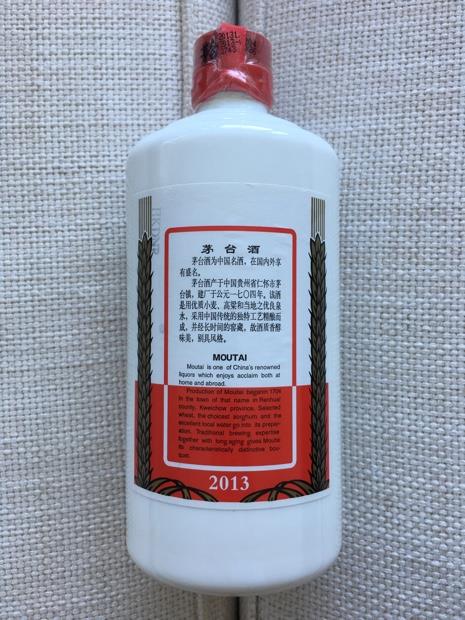 2013
茅台酒
茅台酒为中国名酒，在国内外享
有盛名。
茅台酒产于中国贵州省仁怀市茅
台镇，建厂于公元一七〇四年。该酒
是用优质小麦、高粱和当地之优良泉
水，采用中国传统的独特工艺精酿而
成，并经长时间的窖藏，故酒质香醇
味美，别具风格。
MOUTAI
Moutai is one of China's renowned
liquors which enjoys acclaim both at
home and abroad.
Production of Moutai beganin 1704
in the town of that name in Renhuai
county, Kweichow province. Selected
wheat, the choicest sorghum and the
excellent local water go into its prepar-
ation. Traditional brewing expertise
together with long aging gives Moutai
its characteristically distinctive bou-
quet.
2013